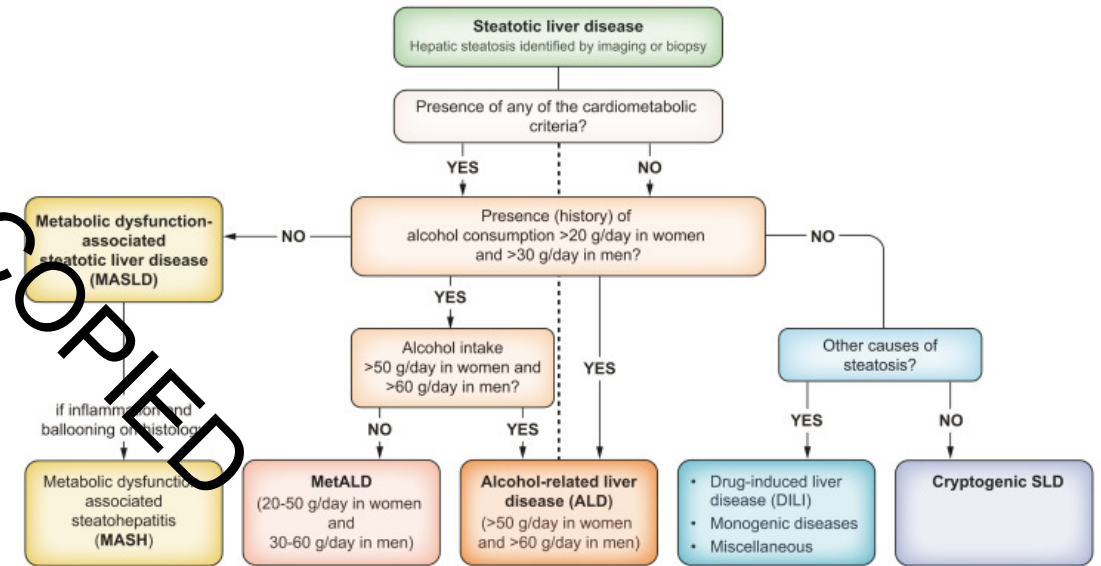 Steatotic liver disease
Hepatic steatosis identified by imaging or biopsy
Presence of any of the cardiometabolic
criteria?
YES
NO
Presence (history) of
alcohol consumption >20 g/day in women
and >30 g/day in men?
NO
NO
Metabolic dysfunction-
associated
steatotic liver disease
(MASLD)
YES
Alcohol intake
>50 g/day in women and
>60 g/day in men?
YES
Other causes of
steatosis?
if inflammation and
ballooning on histology
NO
YES
YES
NO
Metabolic dysfunction
associated
steatohepatitis
(MASH)
MetALD
(20-50 g/day in women
and
30-60 g/day in men)
Alcohol-related liver
disease (ALD)
(>50 g/day in women
and >60 g/day in men)
• Drug-induced liver
disease (DILI)
• Monogenic diseases
• Miscellaneous
Cryptogenic SLD
COPIED